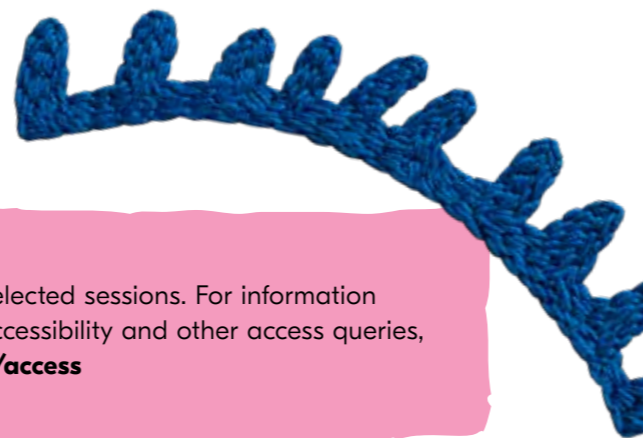 elected sessions. For information
ccessibility and other access queries,
/access